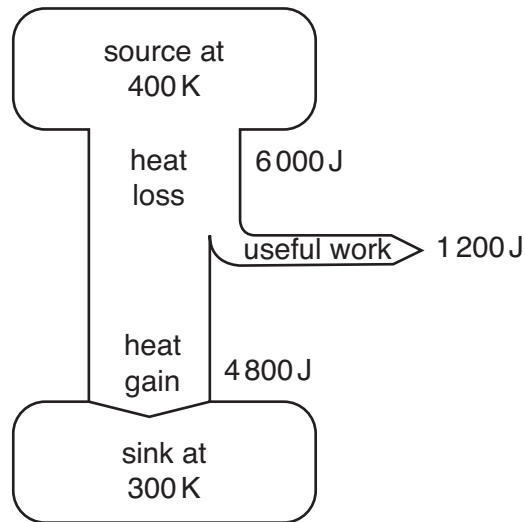 source at
400 K
heat
loss
6 000 J
useful work
1 200 J
heat
gain
4 800 J
sink at
300 K